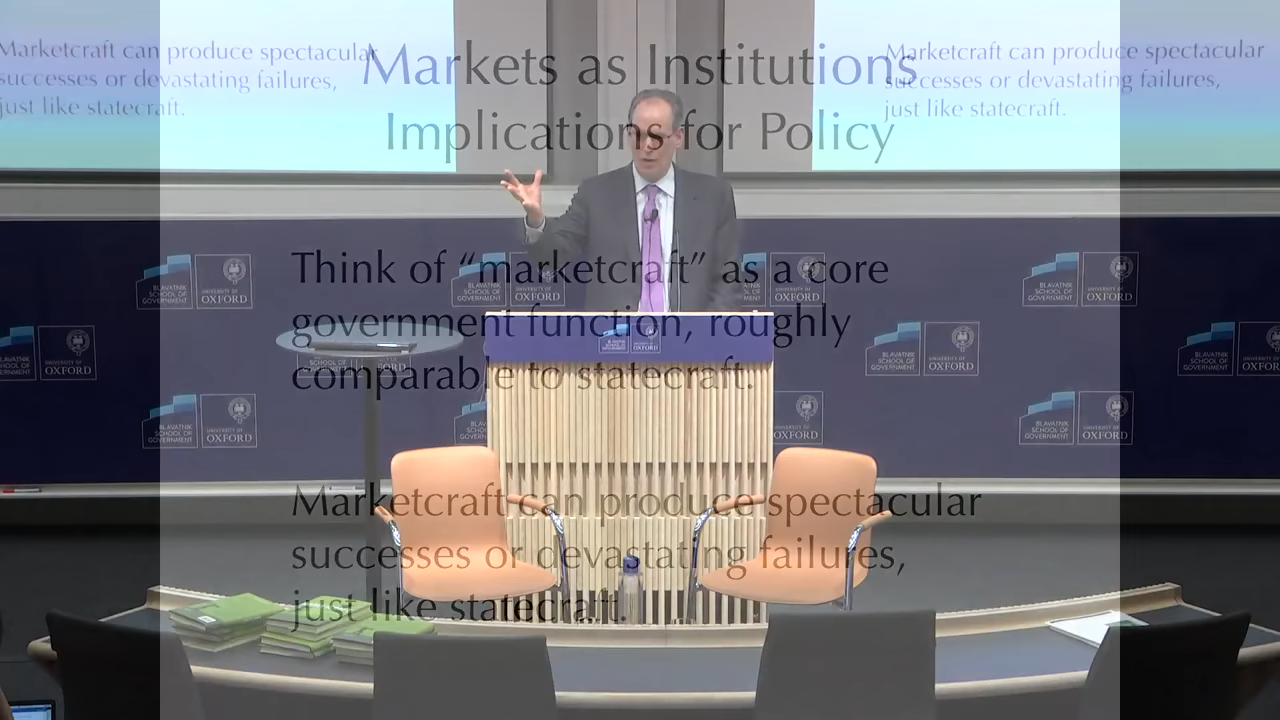 Marketcraft can produce spectacular
successes or devastating failures,
just like statecraft.
Markets as Institutions
Implications for Policy
Marketcraft can produce spectacular
successes or devastating failures,
just like statecraft.
Think of “marketcraft” as a core
government function, roughly
comparable to statecraft.
Marketcraft can produce spectacular
successes or devastating failures,
just like statecraft.
BLAVATNIK
SCHOOL OF
GOVERNMENT
UNIVERSITY OF
OXFORD